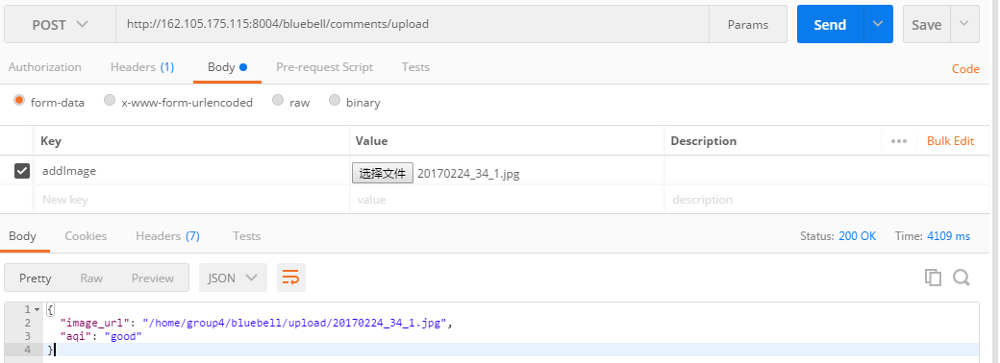 POST http://162.105.175.115:8004/bluebell/comments/upload Params Send Save
Authorization Headers (1) Body Pre-request Script Tests Code
form-data x-www-form-urlencoded raw binary
Key Value Description ••• Bulk Edit
addImage 选择文件 20170224_34_1.jpg
New key value description
Body Cookies Headers (7) Tests Status: 200 OK Time: 4109 ms
Pretty Raw Preview JSON
1 {
2 "image_url": "/home/group4/bluebell/upload/20170224_34_1.jpg",
3 "aqi": "good"
4 }